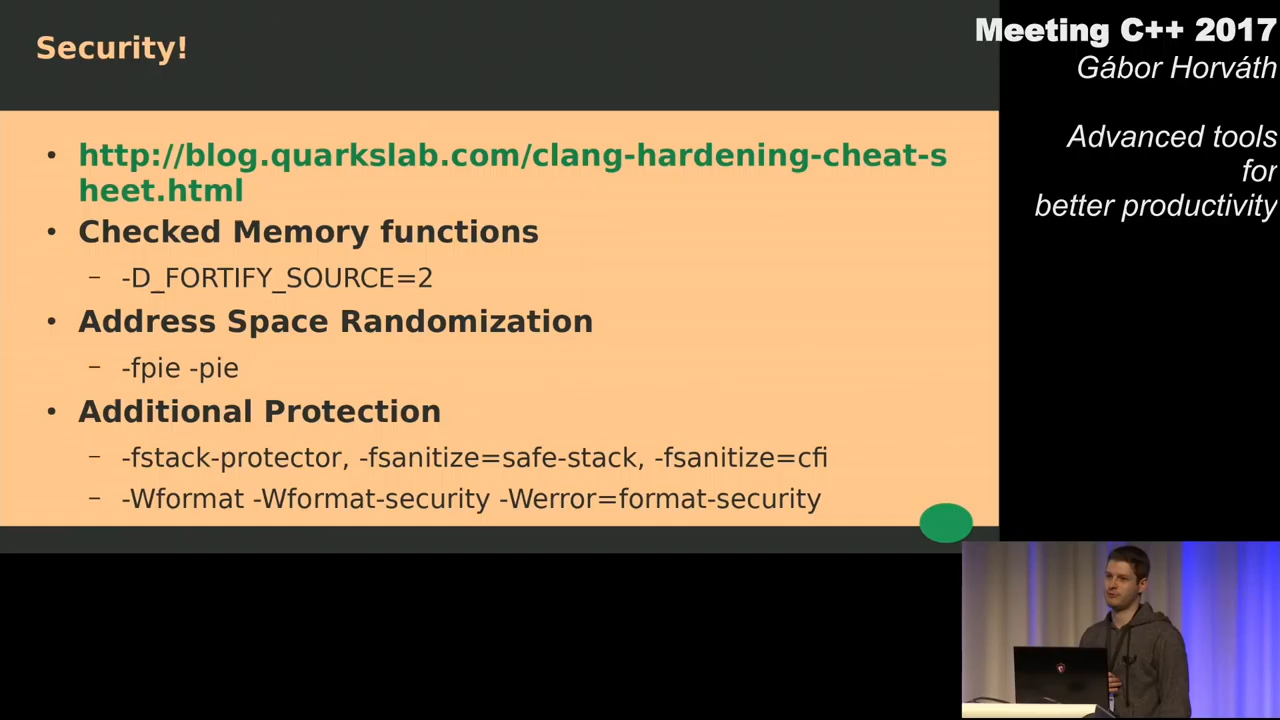 Security!
Meeting C++ 2017
Gábor Horváth
Advanced tools
for
better productivity
• http://blog.quarkslab.com/clang-hardening-cheat-s
heet.html
• Checked Memory functions
– -D_FORTIFY_SOURCE=2
• Address Space Randomization
– -fpie -pie
• Additional Protection
– -fstack-protector, -fsanitize=safe-stack, -fsanitize=cfi
– -Wformat -Wformat-security -Werror=format-security